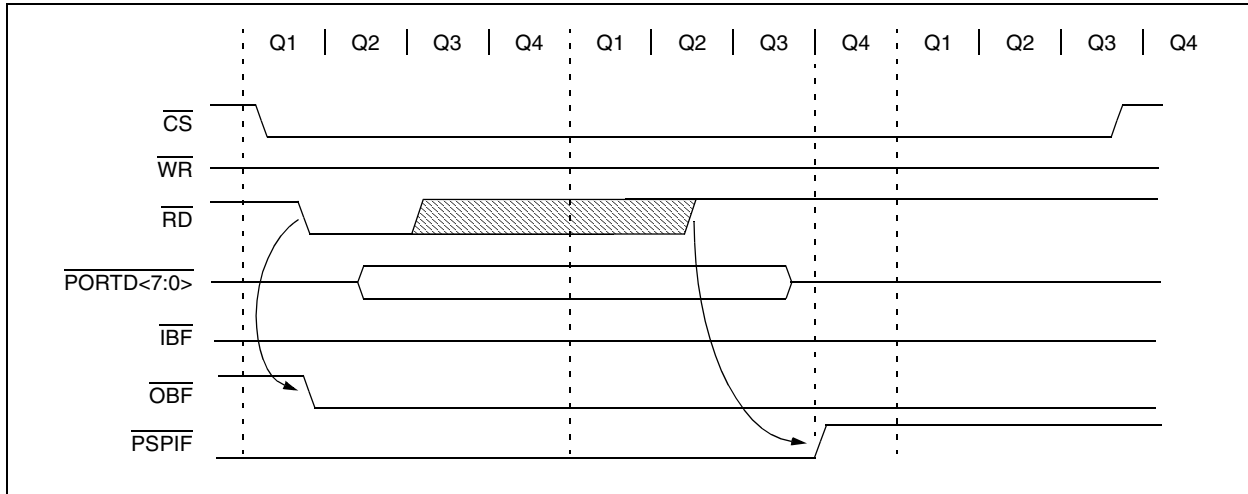 Q1 | Q2 | Q3 | Q4 Q1 | Q2 | Q3 Q4 Q1 | Q2 | Q3 | Q4
CS
WR
RD
PORTD<7:0>
IBF
OBF
PSPIF